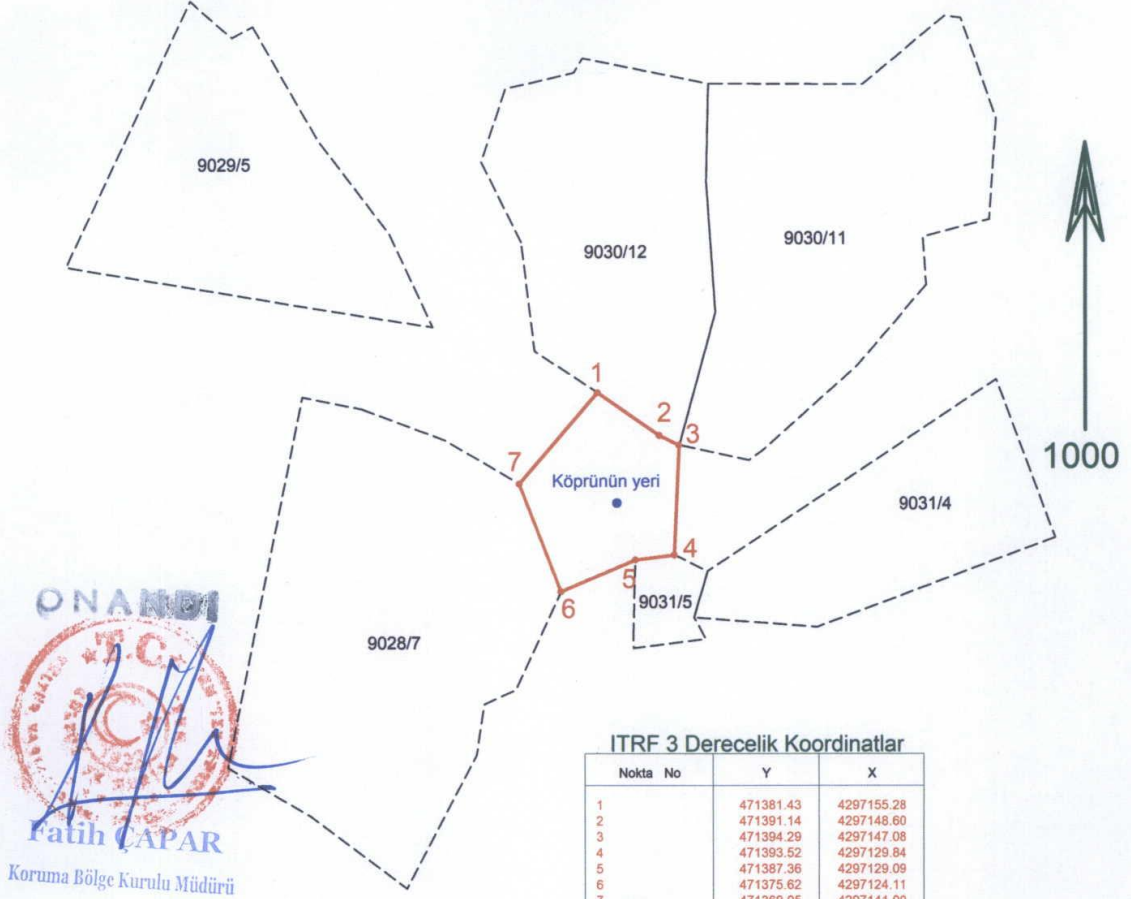 9029/5
9030/12
9030/11
1
2
3
7
1000
Köprünün yeri
9031/4
4
5
6
9031/5
ONANDI
T.C.
9028/7
Fatih ÇAPAR
Koruma Bölge Kurulu Müdürü
ITRF 3 Derecelik Koordinatlar
Nokta No Y X
1 471381.43 4297155.28
2 471391.14 4297148.60
3 471394.29 4297147.08
4 471393.52 4297129.84
5 471387.36 4297129.09
6 471375.62 4297124.11